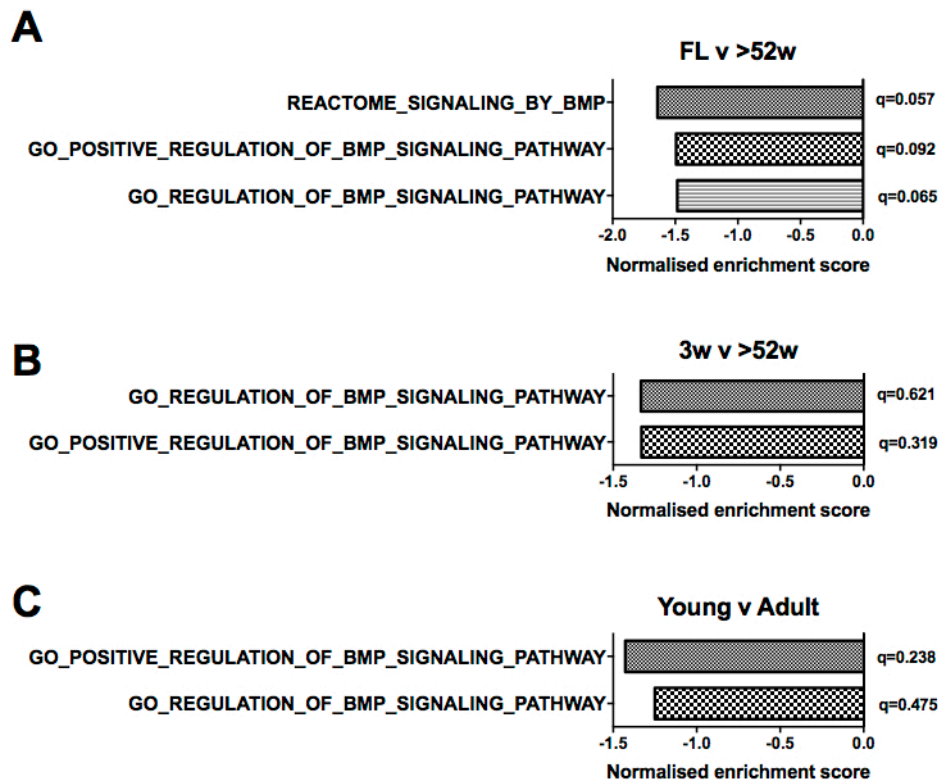 A
FL v >52w
REACTOME_SIGNALING_BY_BMP
q=0.057
GO_POSITIVE_REGULATION_OF_BMP_SIGNALING_PATHWAY
q=0.092
GO_REGULATION_OF_BMP_SIGNALING_PATHWAY
q=0.065
-2.0 -1.5 -1.0 -0.5 0.0
Normalised enrichment score
B
3w v >52w
GO_REGULATION_OF_BMP_SIGNALING_PATHWAY
q=0.621
GO_POSITIVE_REGULATION_OF_BMP_SIGNALING_PATHWAY
q=0.319
-1.5 -1.0 -0.5 0.0
Normalised enrichment score
C
Young v Adult
GO_POSITIVE_REGULATION_OF_BMP_SIGNALING_PATHWAY
q=0.238
GO_REGULATION_OF_BMP_SIGNALING_PATHWAY
q=0.475
-1.5 -1.0 -0.5 0.0
Normalised enrichment score